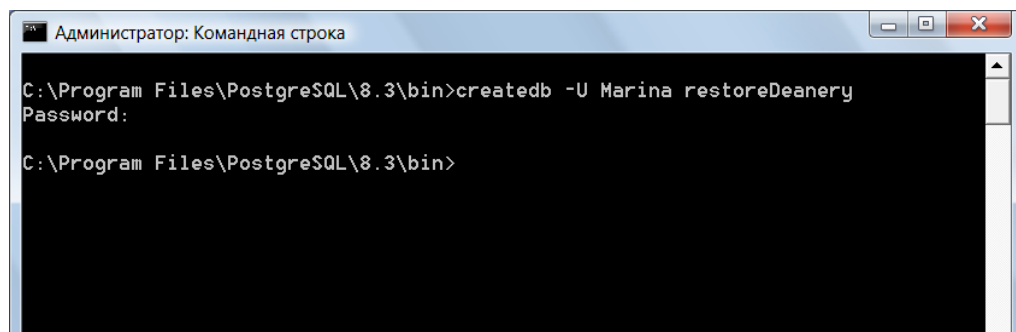 Администратор: Командная строка
C:\Program Files\PostgreSQL\8.3\bin>createdb -U Marina restoreDeanery
Password:
C:\Program Files\PostgreSQL\8.3\bin>